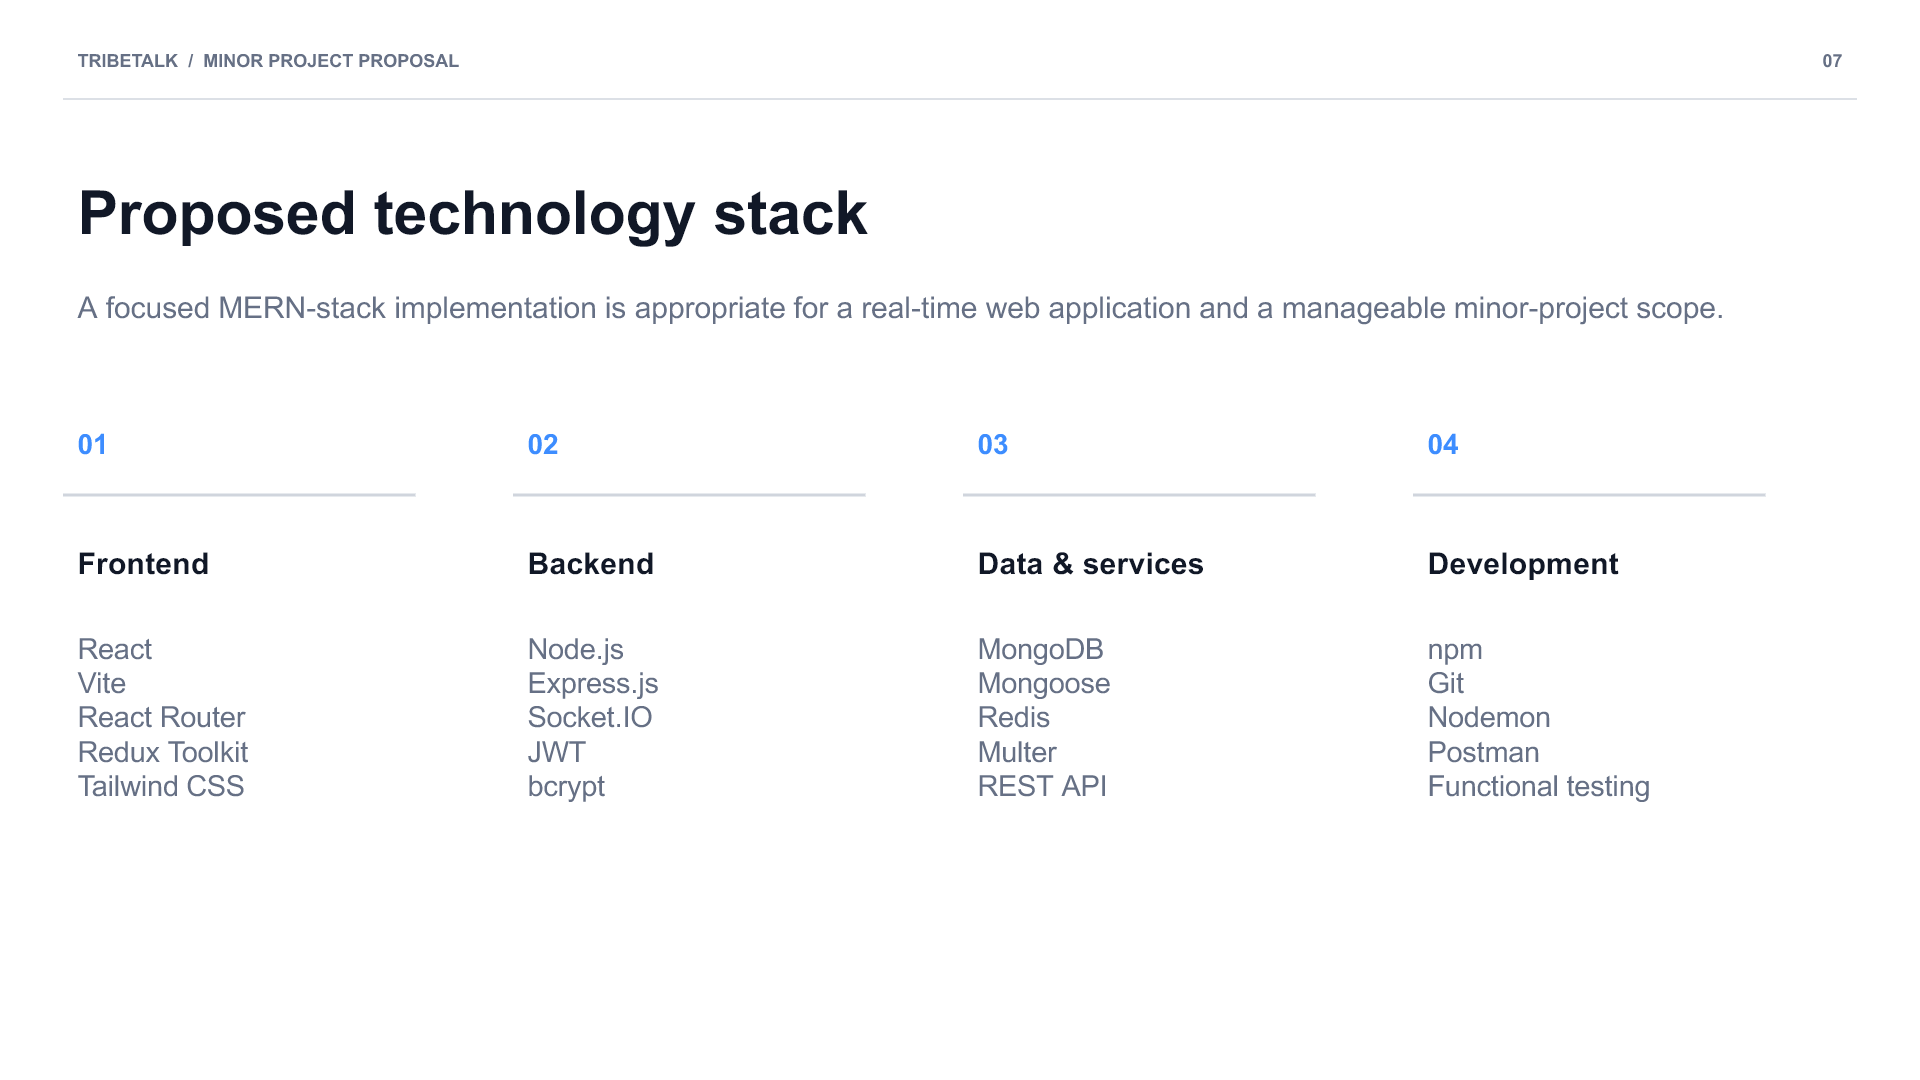 TRIBETALK / MINOR PROJECT PROPOSAL
07
Proposed technology stack
A focused MERN-stack implementation is appropriate for a real-time web application and a manageable minor-project scope.
01
Frontend
React
Vite
React Router
Redux Toolkit
Tailwind CSS
02
Backend
Node.js
Express.js
Socket.IO
JWT
bcrypt
03
Data & services
MongoDB
Mongoose
Redis
Multer
REST API
04
Development
npm
Git
Nodemon
Postman
Functional testing